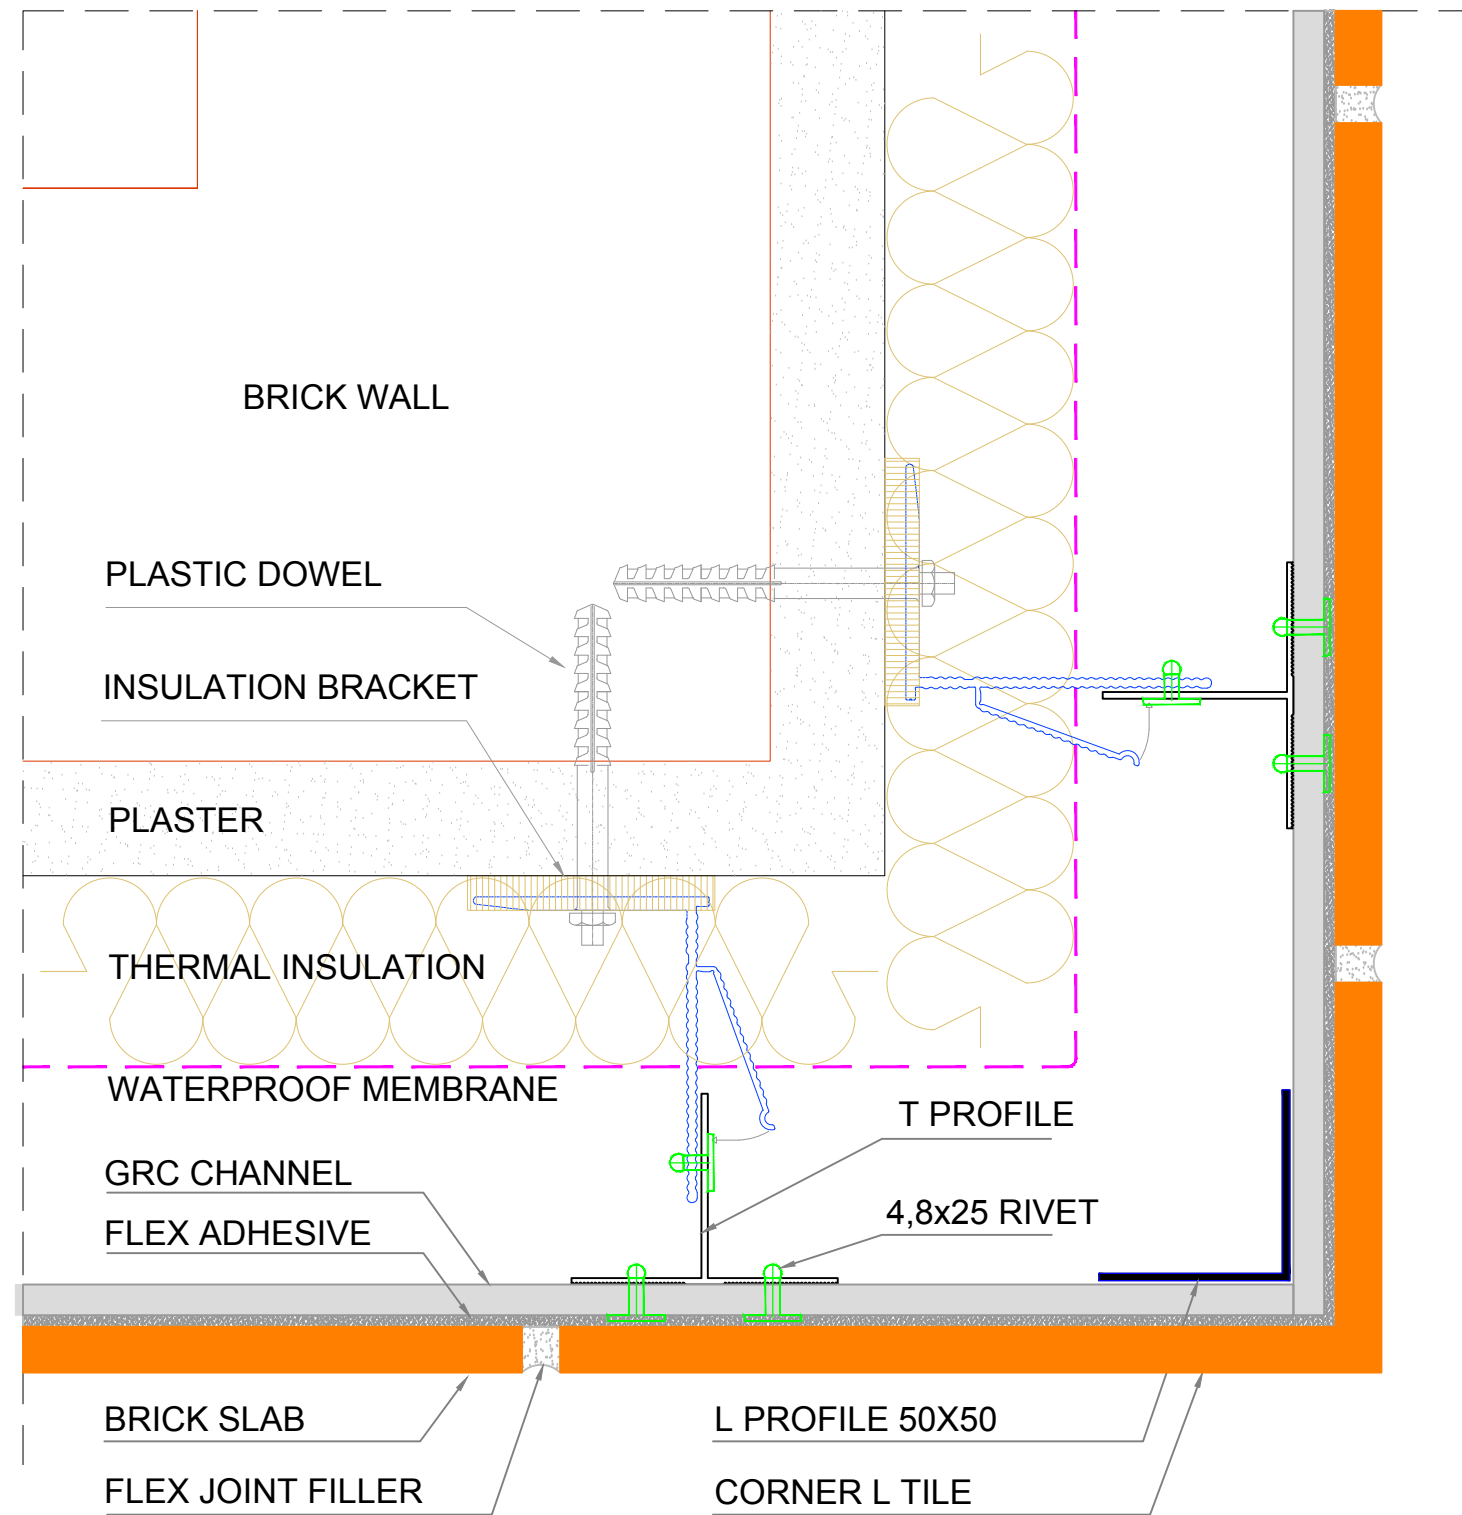 BRICK WALL
PLASTIC DOWEL
INSULATION BRACKET
PLASTER
THERMAL INSULATION
WATERPROOF MEMBRANE
T PROFILE
GRC CHANNEL
4,8x25 RIVET
FLEX ADHESIVE
BRICK SLAB
L PROFILE 50X50
FLEX JOINT FILLER
CORNER L TILE